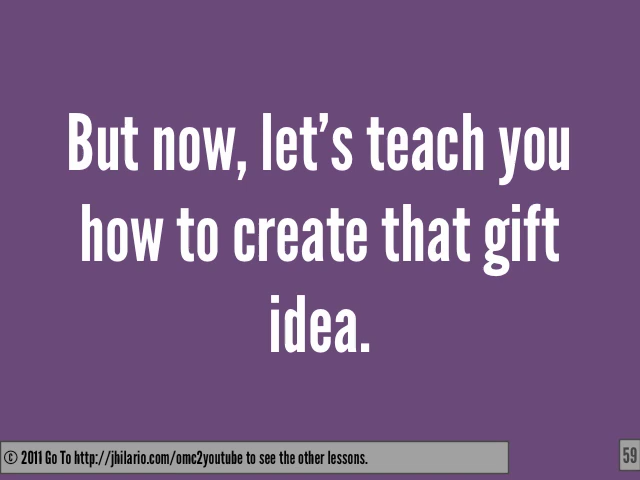 But now, let’s teach you
how to create that gift
idea.
© 2011 Go To http://jhilario.com/omc2youtube to see the other lessons.
59